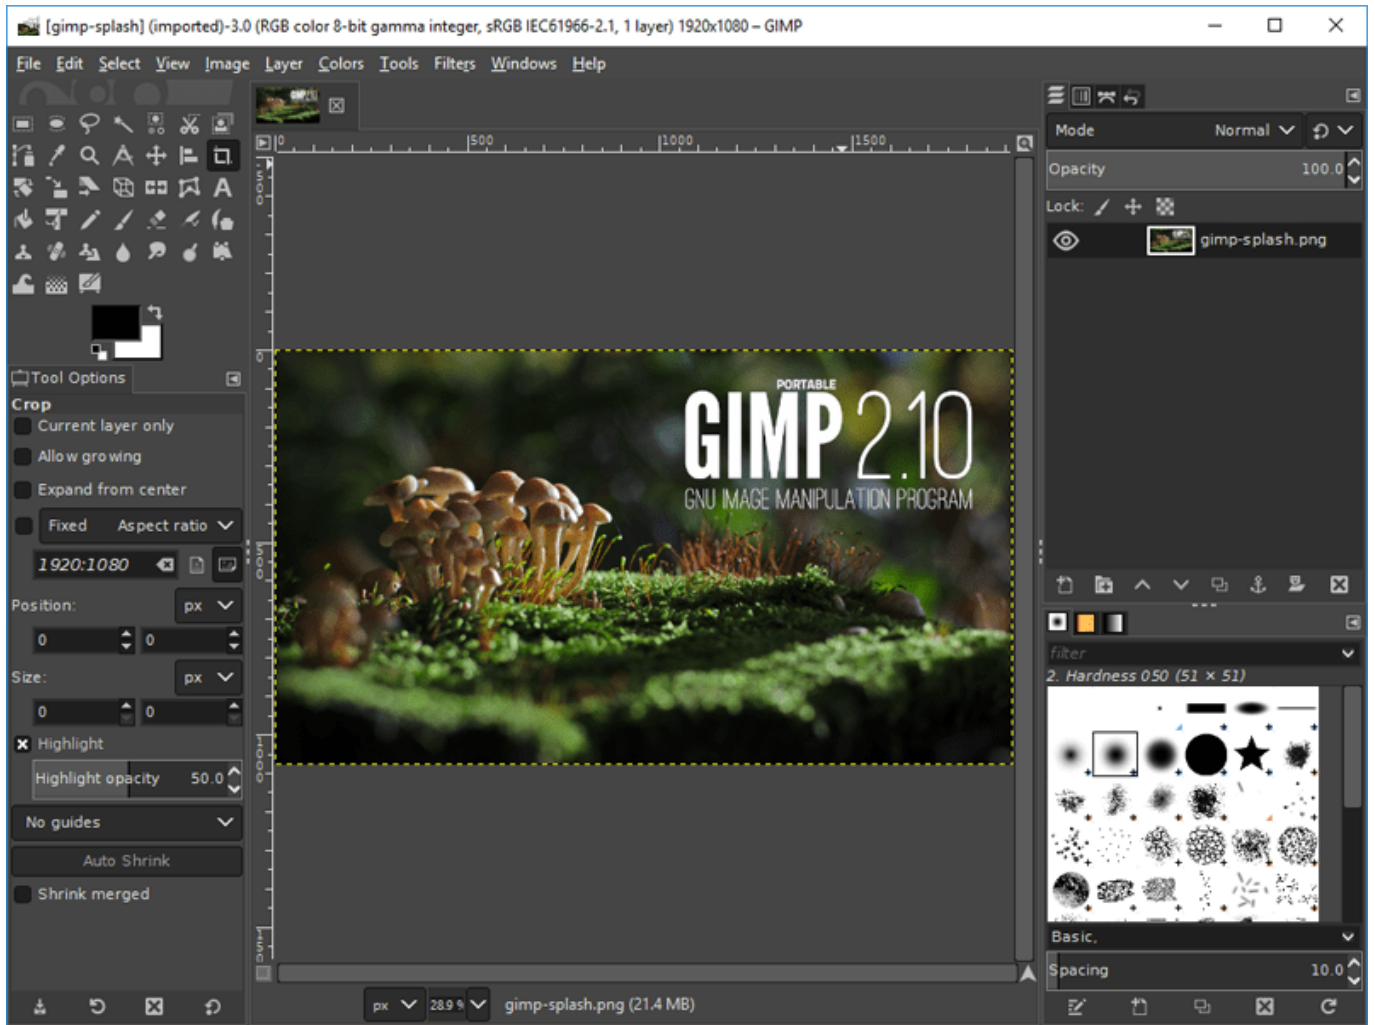 [gimp-splash] (imported)-3.0 (RGB color 8-bit gamma integer, sRGB IEC61966-2.1, 1 layer) 1920x1080 – GIMP
File Edit Select View Image Layer Colors Tools Filters Windows Help
0 500 1000 1500
Tool Options
Crop
Current layer only
Allow growing
Expand from center
Fixed Aspect ratio
1920:1080
Position: px
0 0
Size: px
0 0
Highlight
Highlight opacity 50.0
No guides
Auto Shrink
Shrink merged
500
0
500
1000
PORTABLE
GIMP 2.10
GNU IMAGE MANIPULATION PROGRAM
px 28.9 % gimp-splash.png (21.4 MB)
Mode Normal
Opacity 100.0
Lock:
gimp-splash.png
filter
2. Hardness 050 (51 × 51)
Basic,
Spacing 10.0